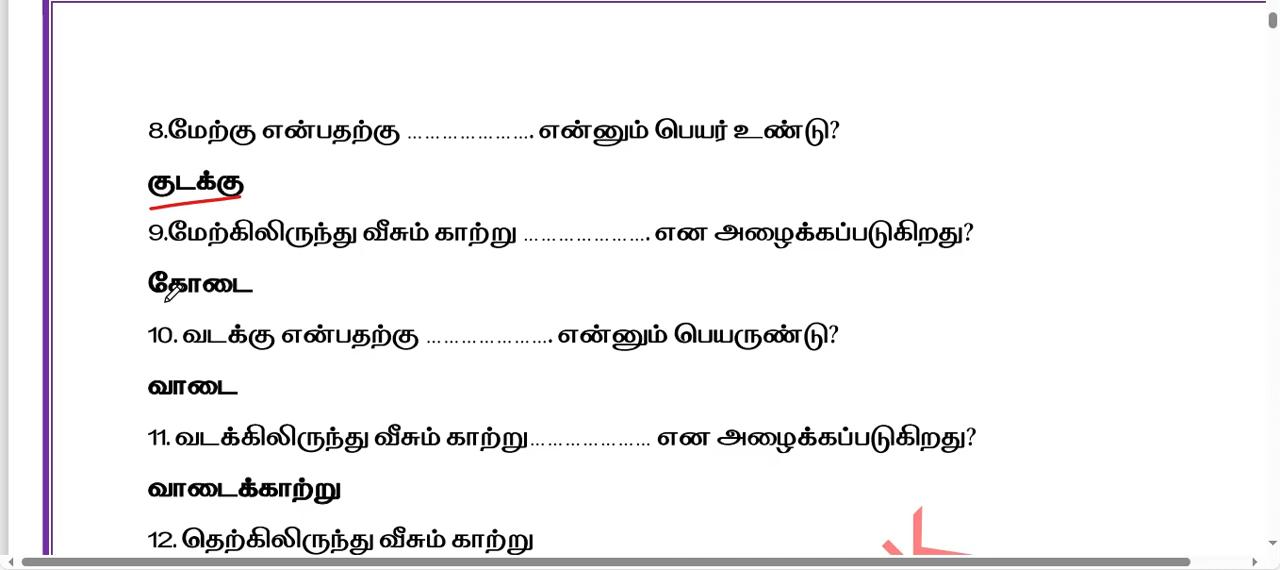 8.மேற்கு என்பதற்கு …………………. என்னும் பெயர் உண்டு?
குடக்கு
9.மேற்கிலிருந்து வீசும் காற்று …………………. என அழைக்கப்படுகிறது?
கோடை
10. வடக்கு என்பதற்கு …………………. என்னும் பெயருண்டு?
வாடை
11. வடக்கிலிருந்து வீசும் காற்று………………… என அழைக்கப்படுகிறது?
வாடைக்காற்று
12. தெற்கிலிருந்து வீசும் காற்று